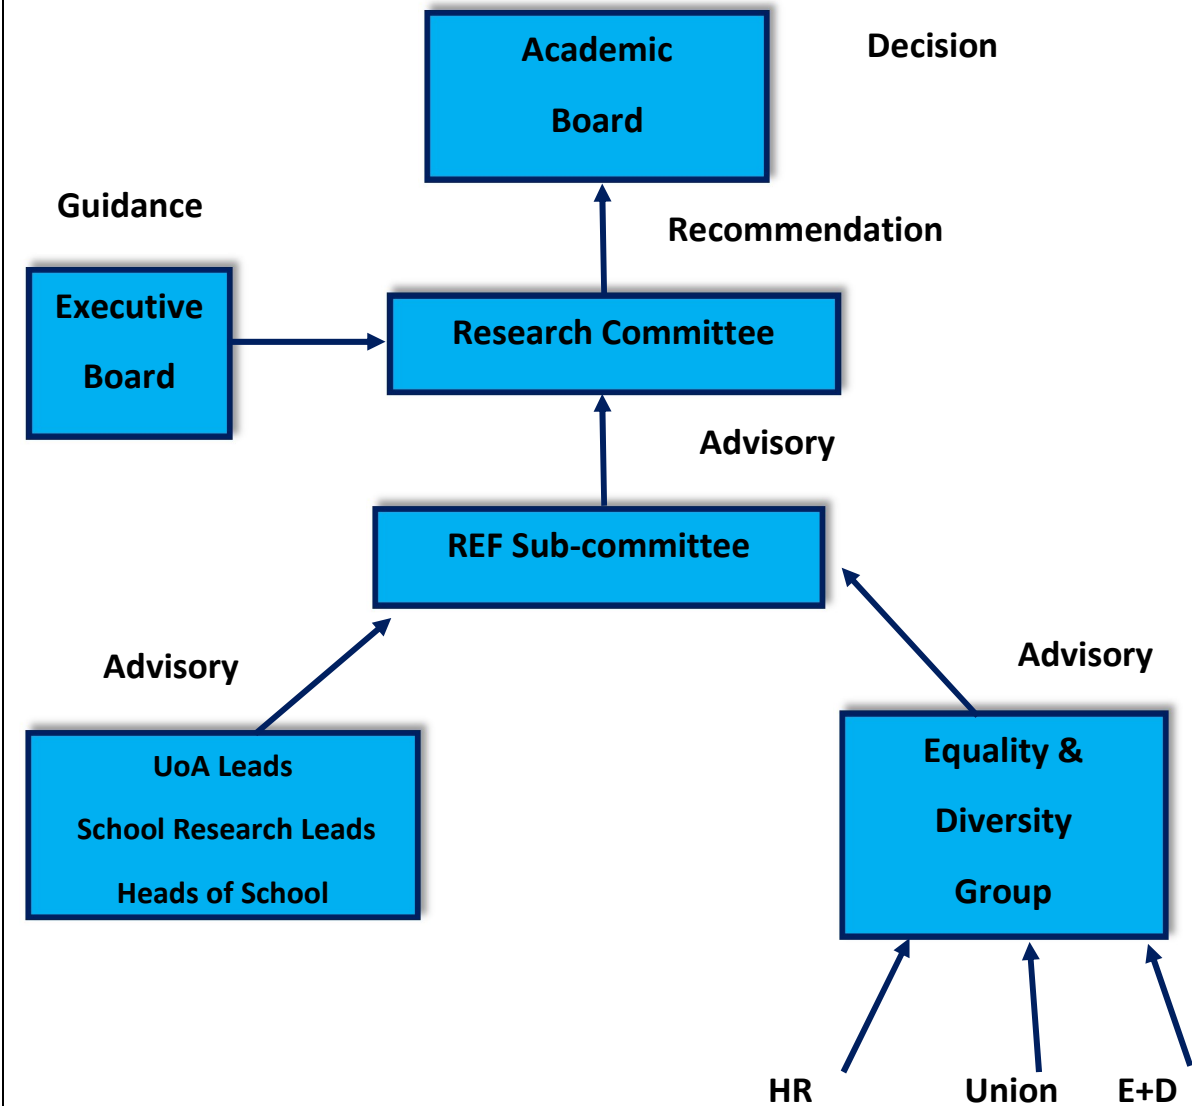 Academic
Board
Decision
Guidance
Recommendation
Executive
Board
Research Committee
Advisory
REF Sub-committee
Advisory
Advisory
UoA Leads
School Research Leads
Heads of School
Equality &
Diversity
Group
HR
Union
E+D